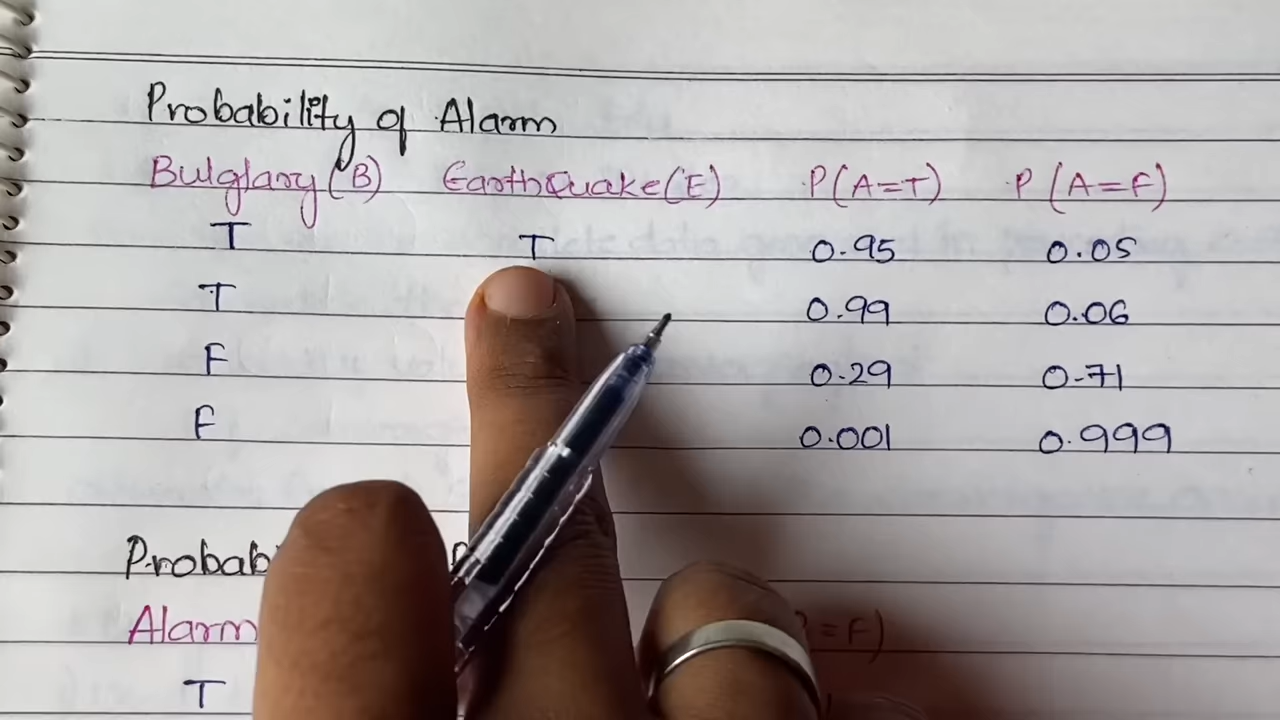 Probability of Alarm
Bulglary(B) EarthQuake(E) P(A=T) P(A=F)
T T 0.95 0.05
T 0.99 0.06
F 0.29 0.71
F 0.001 0.999
Alarm =F)
T